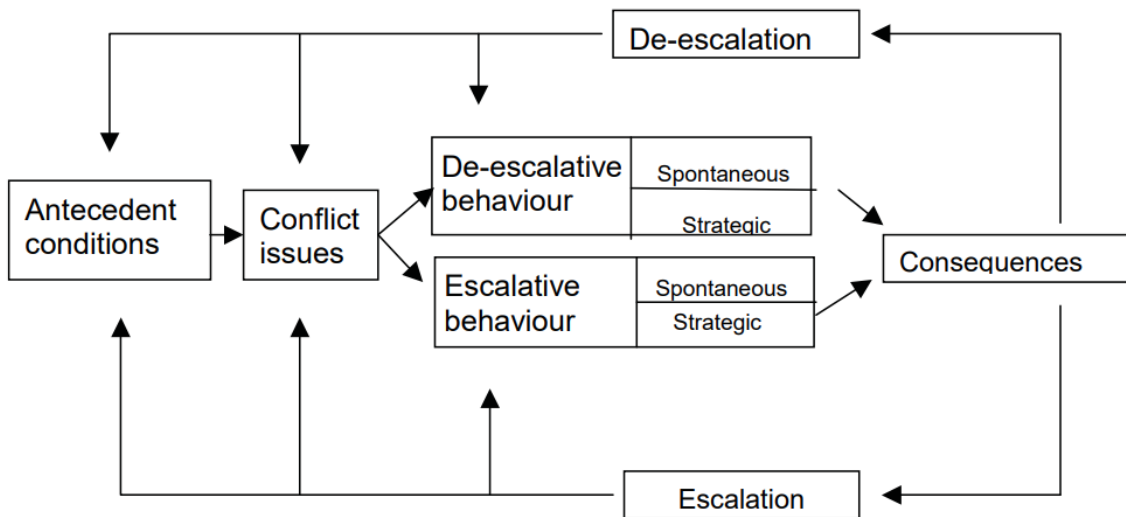 De-escalation
De-escalative
behaviour
Spontaneous
Strategic
Antecedent
conditions
Conflict
issues
Consequences
Escalative
behaviour
Spontaneous
Strategic
Escalation